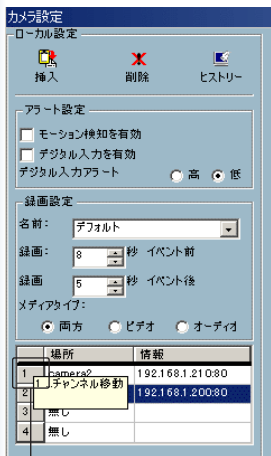 カメラ設定
ローカル設定
挿入 削除 ヒストリー
アラート設定
モーション検知を有効
デジタル入力を有効
デジタル入力アラート 高 低
録画設定
名前: デフォルト
録画: 8 秒 イベント前
録画 5 秒 イベント後
メディアタイプ:
両方 ビデオ オーディオ
場所 情報
1 camera2 192.168.1.210:80
1 .チャンネル移動
2 192.168.1.200:80
3 無し
4 無し